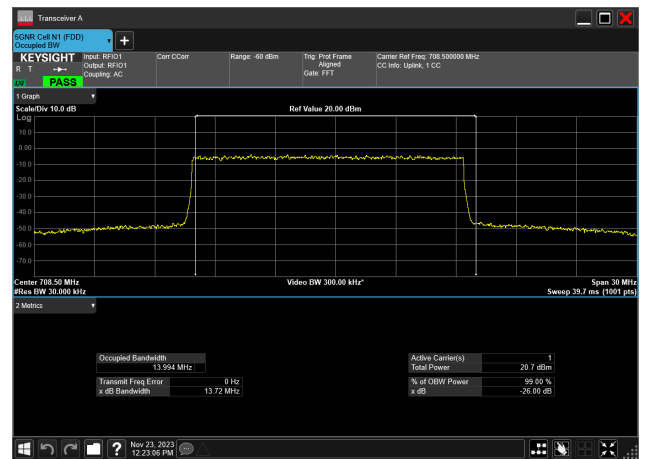 Transceiver A
5GNR Cell N1 (FDD)
Occupied BW
KEYSIGHT
R T
PASS
Input: RFIO1
Output: RFIO1
Coupling: AC
Corr CCorr
Range: -60 dBm
Trig: Prot Frame
Aligned
Gate: FFT
Carrier Ref Freq: 708.500000 MHz
CC Info: Uplink, 1 CC
1 Graph
Scale/Div 10.0 dB
Ref Value 20.00 dBm
Log
10.0
0.00
-10.0
-20.0
-30.0
-40.0
-50.0
-60.0
-70.0
Center 708.50 MHz
Video BW 300.00 kHz*
Span 30 MHz
#Res BW 30.000 kHz
Sweep 39.7 ms (1001 pts)
2 Metrics
Occupied Bandwidth
13.994 MHz
Transmit Freq Error 0 Hz
x dB Bandwidth 13.72 MHz
Active Carrier(s) 1
Total Power 20.7 dBm
% of OBW Power 99.00 %
x dB -26.00 dB
?
Nov 23, 2023
12:23:06 PM